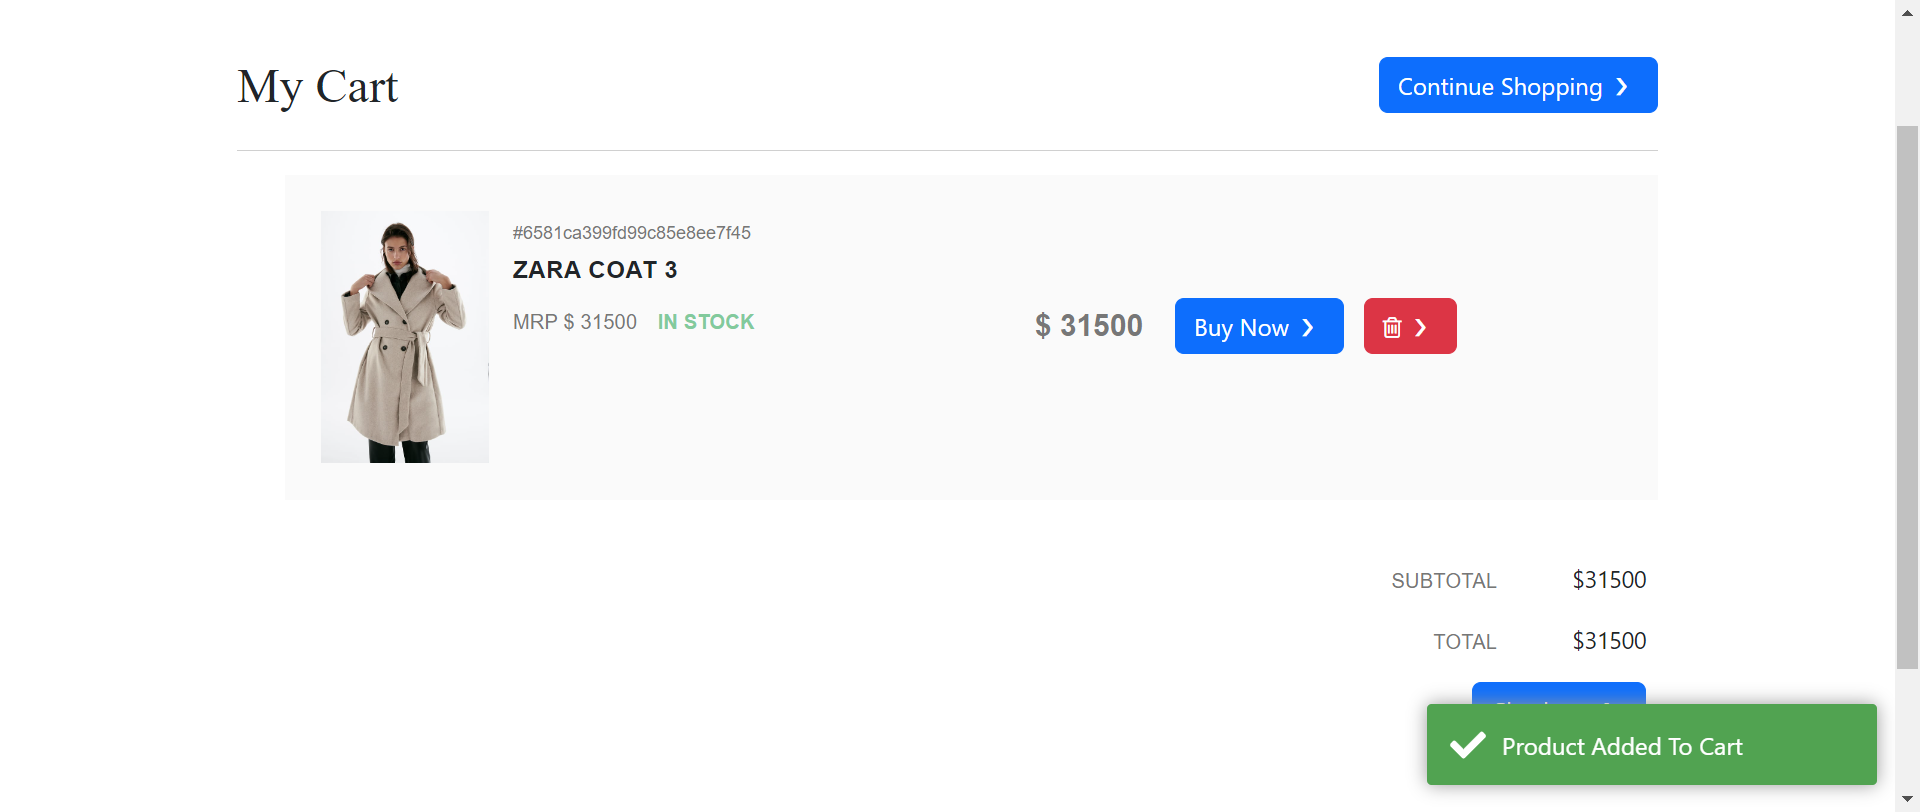 My Cart
Continue Shopping ❯
#6581ca399fd99c85e8ee7f45
ZARA COAT 3
MRP $ 31500 IN STOCK
$ 31500
Buy Now ❯
❯
SUBTOTAL $31500
TOTAL $31500
Product Added To Cart